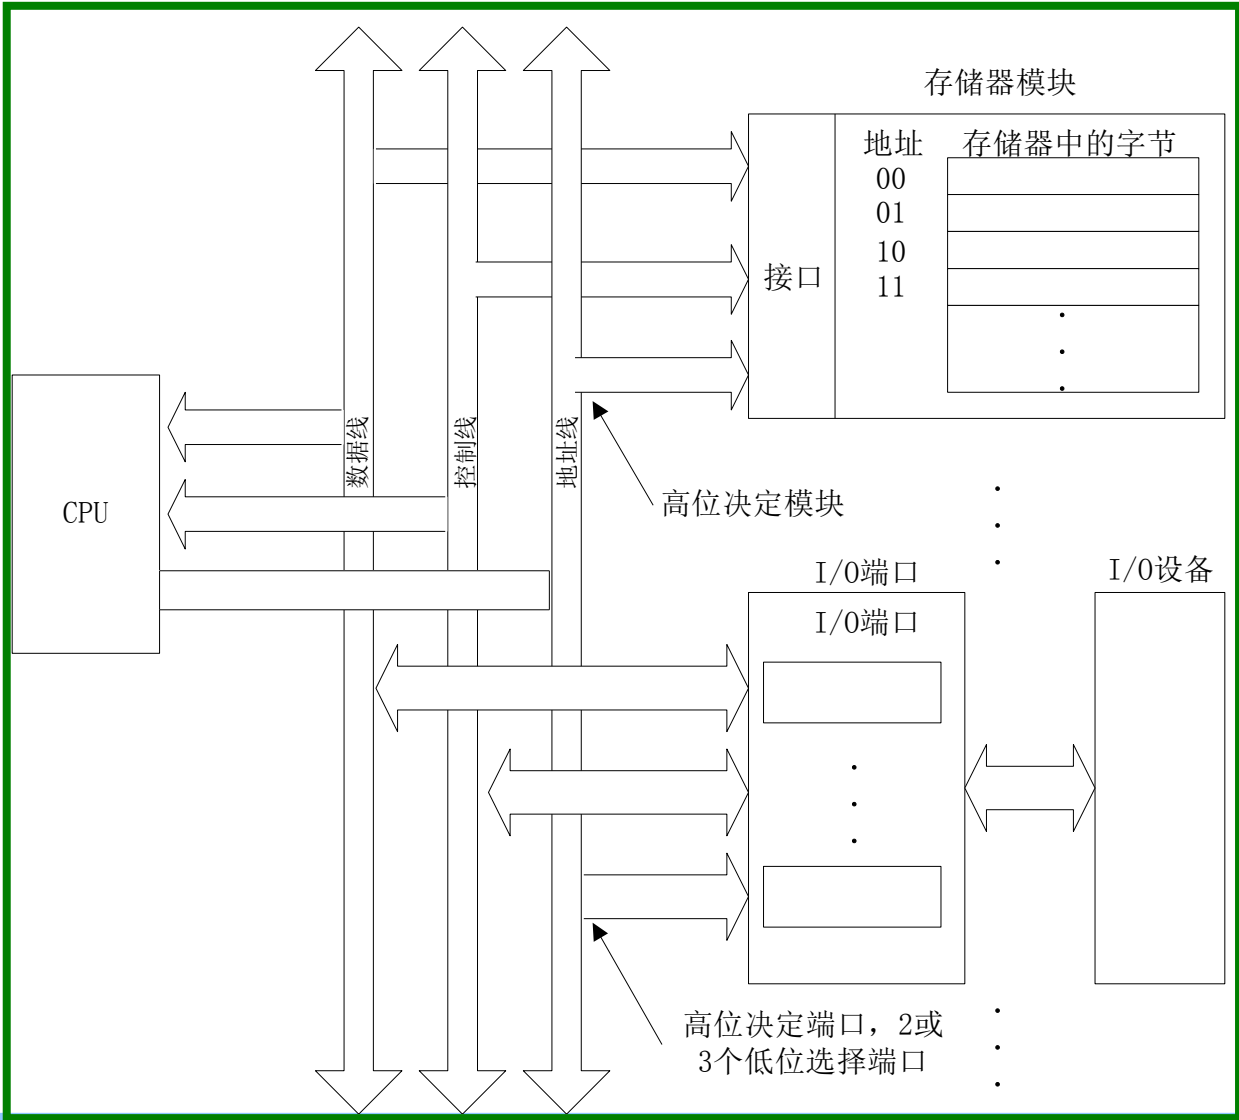 存储器模块
地址
存储器中的字节
00
01
10
11
接口
数据线
控制线
地址线
CPU
高位决定模块
I/O端口
I/O设备
I/O端口
高位决定端口，2或
3个低位选择端口